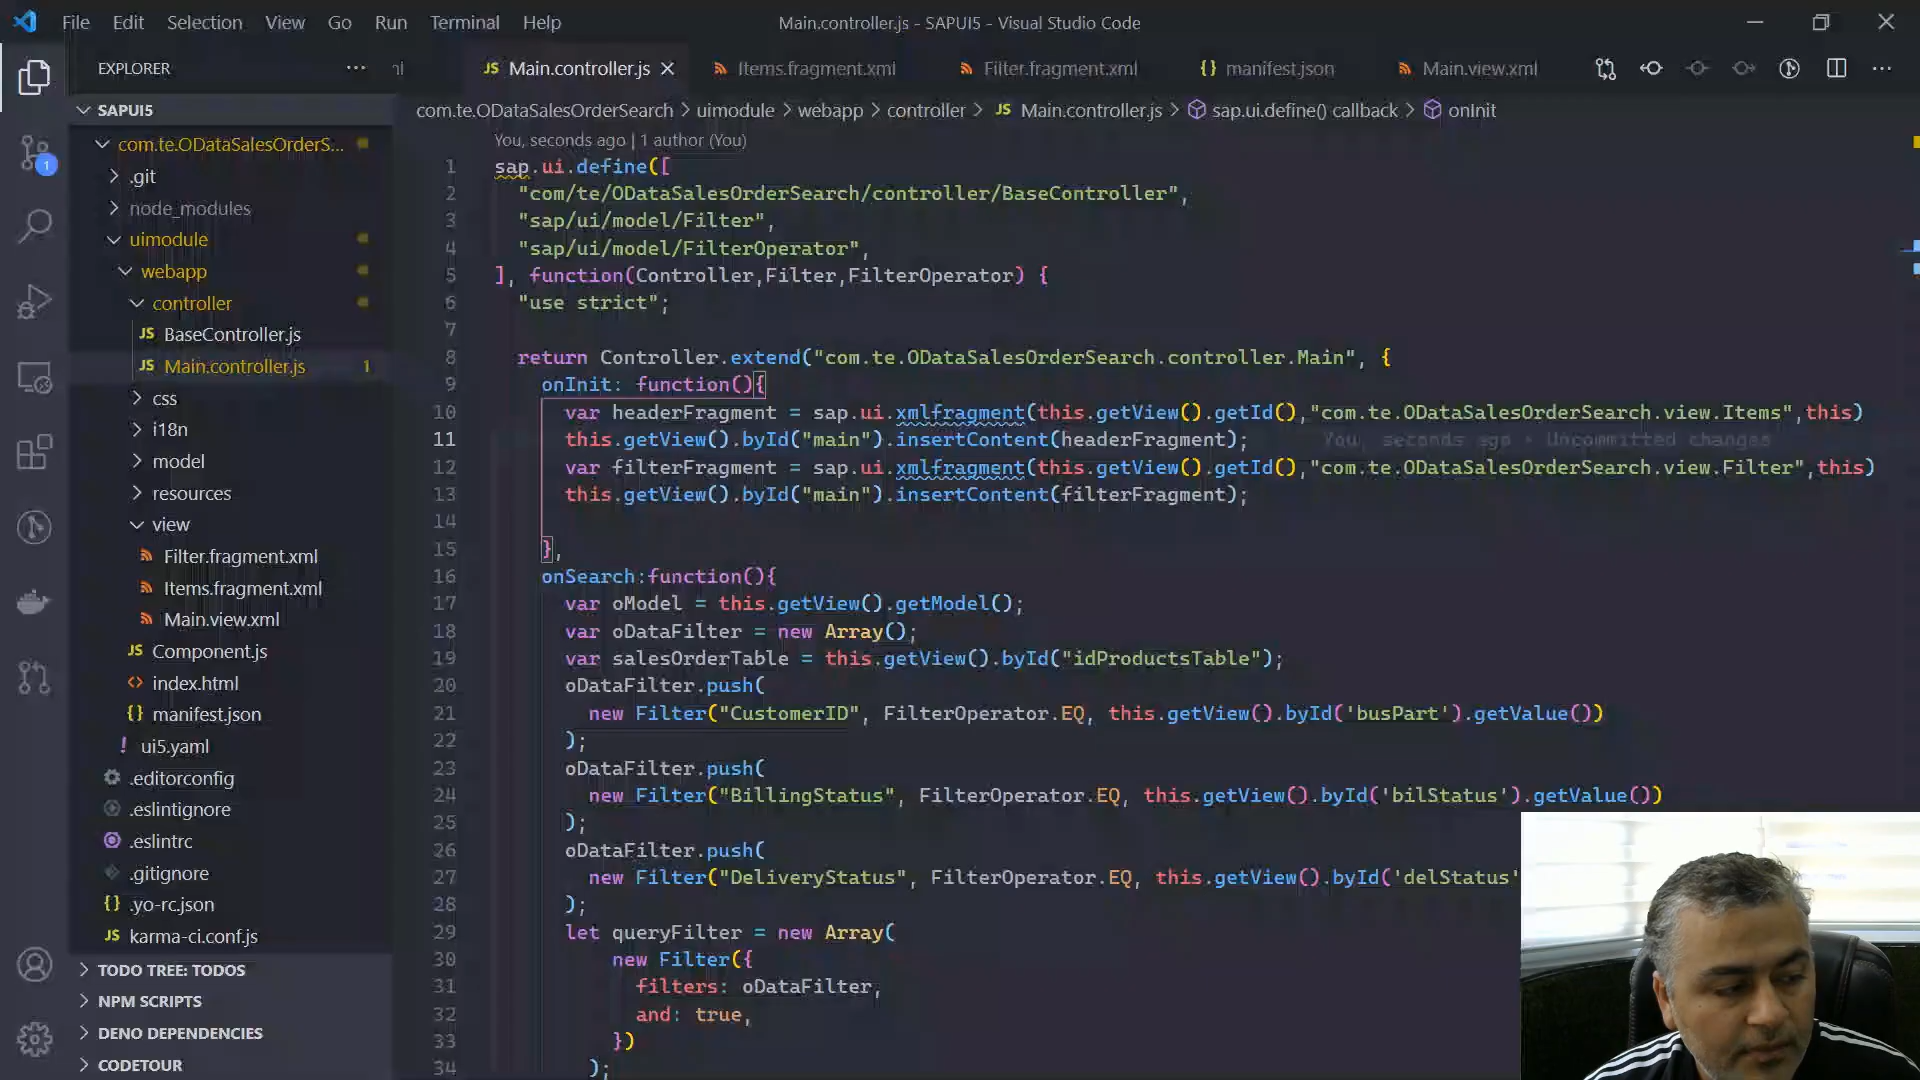 File Edit Selection View Go Run Terminal Help
Main.controller.js - SAPUI5 - Visual Studio Code
EXPLORER
JS Main.controller.js
Items.fragment.xml
Filter.fragment.xml
{} manifest.json
Main.view.xml
SAPUI5
com.te.ODataSalesOrderSearch > uimodule > webapp > controller > JS Main.controller.js > sap.ui.define() callback > onInit
com.te.ODataSalesOrderS...
.git
node_modules
uimodule
webapp
controller
JS BaseController.js
JS Main.controller.js 1
css
i18n
model
resources
view
Filter.fragment.xml
Items.fragment.xml
Main.view.xml
JS Component.js
<> index.html
{} manifest.json
! ui5.yaml
.editorconfig
.eslintignore
.eslintrc
.gitignore
{} .yo-rc.json
JS karma-ci.conf.js
TODO TREE: TODOS
NPM SCRIPTS
DENO DEPENDENCIES
CODETOUR
1
You, seconds ago | 1 author (You)
1 sap.ui.define([
2 "com/te/ODataSalesOrderSearch/controller/BaseController",
3 "sap/ui/model/Filter",
4 "sap/ui/model/FilterOperator",
5 ], function(Controller,Filter,FilterOperator) {
6 "use strict";
7
8 return Controller.extend("com.te.ODataSalesOrderSearch.controller.Main", {
9 onInit: function(){
10 var headerFragment = sap.ui.xmlfragment(this.getView().getId(),"com.te.ODataSalesOrderSearch.view.Items",this)
11 this.getView().byId("main").insertContent(headerFragment); You, seconds ago • Uncommitted changes
12 var filterFragment = sap.ui.xmlfragment(this.getView().getId(),"com.te.ODataSalesOrderSearch.view.Filter",this)
13 this.getView().byId("main").insertContent(filterFragment);
14
15 },
16 onSearch:function(){
17 var oModel = this.getView().getModel();
18 var oDataFilter = new Array();
19 var salesOrderTable = this.getView().byId("idProductsTable");
20 oDataFilter.push(
21 new Filter("CustomerID", FilterOperator.EQ, this.getView().byId('busPart').getValue())
22 );
23 oDataFilter.push(
24 new Filter("BillingStatus", FilterOperator.EQ, this.getView().byId('bilStatus').getValue())
25 );
26 oDataFilter.push(
27 new Filter("DeliveryStatus", FilterOperator.EQ, this.getView().byId('delStatus'
28 );
29 let queryFilter = new Array(
30 new Filter({
31 filters: oDataFilter,
32 and: true,
33 })
34 );